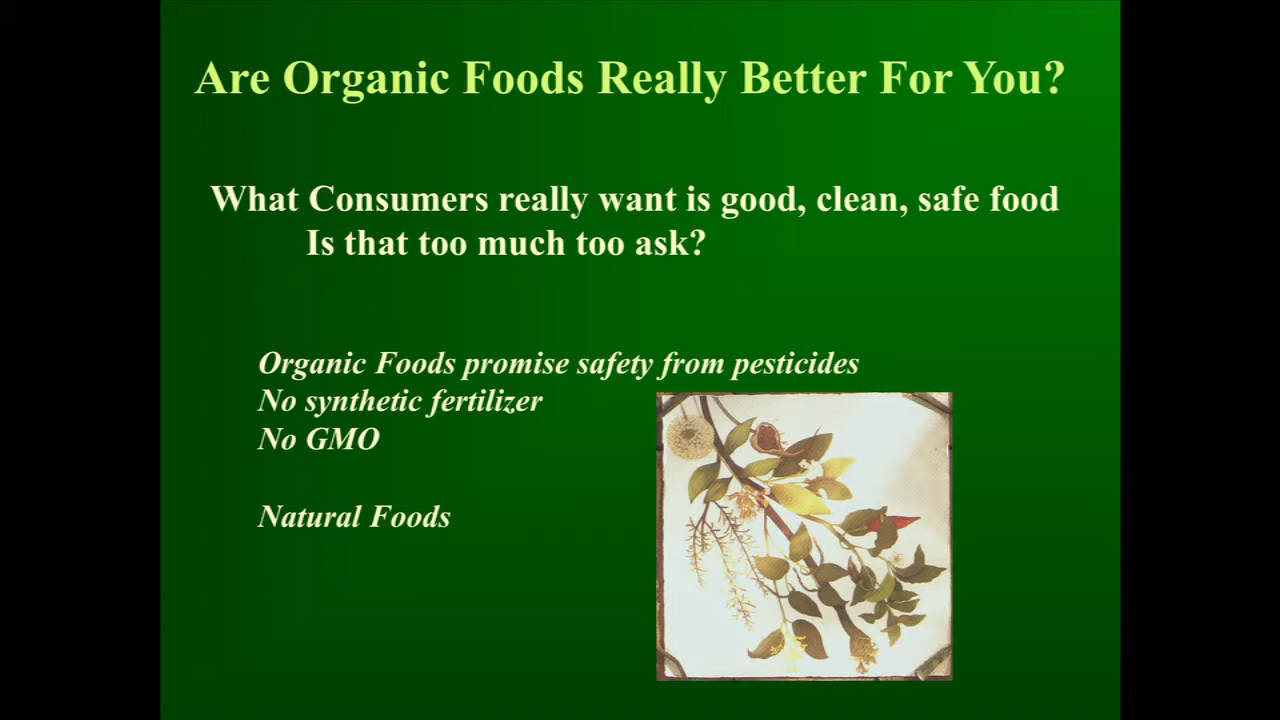 Are Organic Foods Really Better For You?
What Consumers really want is good, clean, safe food
Is that too much too ask?
Organic Foods promise safety from pesticides
No synthetic fertilizer
No GMO
Natural Foods